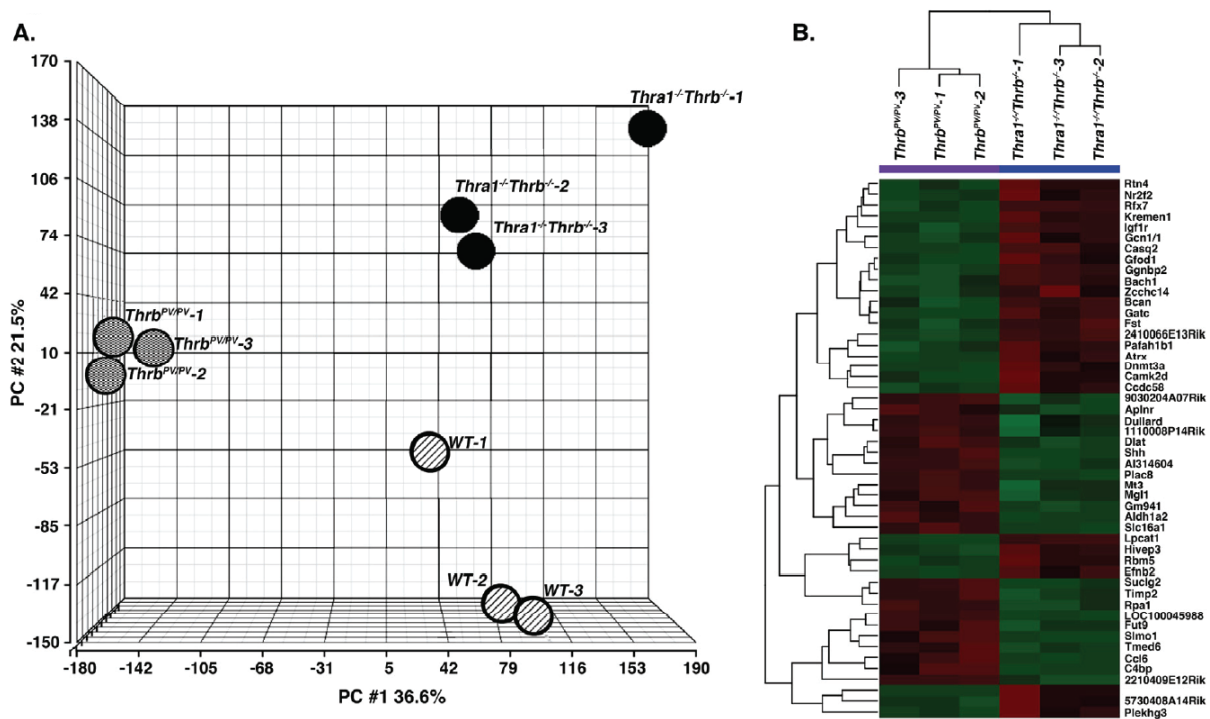 A.
170
138
106
74
42
10
-21
-53
-85
-117
-150
PC #2 21.5%
-180
-142
-105
-68
-31
5
42
79
116
153
190
PC #1 36.6%
Thra1-/-Thrb-/--1
Thra1-/-Thrb-/--2
Thra1-/-Thrb-/--3
ThrbPV/PV-1
ThrbPV/PV-3
ThrbPV/PV-2
WT-1
WT-2
WT-3
B.
ThrbPV/PV-3
ThrbPV/PV-1
ThrbPV/PV-2
Thra1-/-Thrb-/--1
Thra1-/-Thrb-/--3
Thra1-/-Thrb-/--2
Rtn4
Nr2f2
Rfx7
Kremen1
Igf1r
Gcn1/1
Casq2
Gfod1
Ggnbp2
Bach1
Zcchc14
Bcan
Gatc
Fst
2410066E13Rik
Pafah1b1
Atrx
Dnmt3a
Camk2d
Ccdc58
9030204A07Rik
Aplnr
Dullard
1110008P14Rik
Dlat
Shh
AI314604
Plac8
Mt3
Mgl1
Gm941
Aldh1a2
Slc16a1
Lpcat1
Hivep3
Rbm5
Efnb2
Suclg2
Timp2
Rpa1
LOC100045988
Fut9
Slmo1
Tmed6
Ccl6
C4bp
2210409E12Rik
5730408A14Rik
Plekhg3